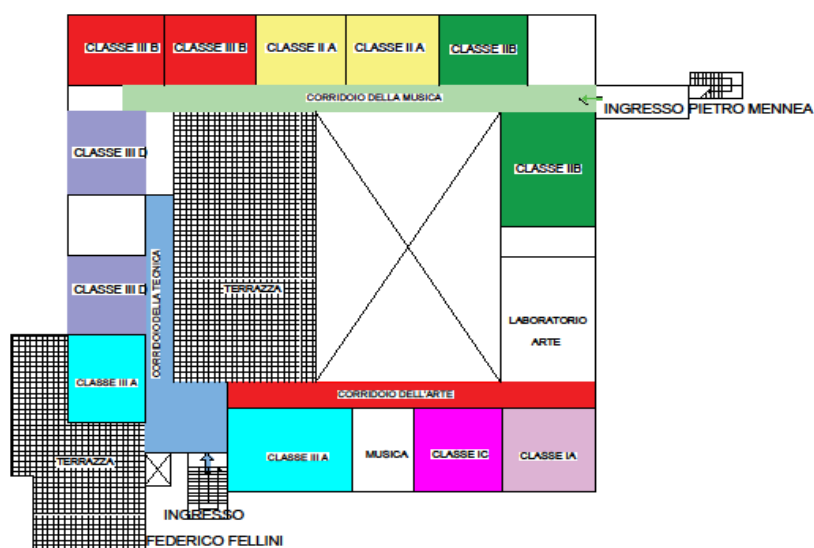 CLASSE III B
CLASSE III B
CLASSE II A
CLASSE II A
CLASSE IIB
CORRIDOIO DELLA MUSICA
INGRESSO PIETRO MENNEA
CLASSE III D
CLASSE IIB
CLASSE III D
CORRIDOIO DELLA TECNICA
TERRAZZA
LABORATORIO
ARTE
CLASSE III A
CORRIDOIO DELL'ARTE
TERRAZZA
CLASSE III A
MUSICA
CLASSE IC
CLASSE IA
INGRESSO
FEDERICO FELLINI